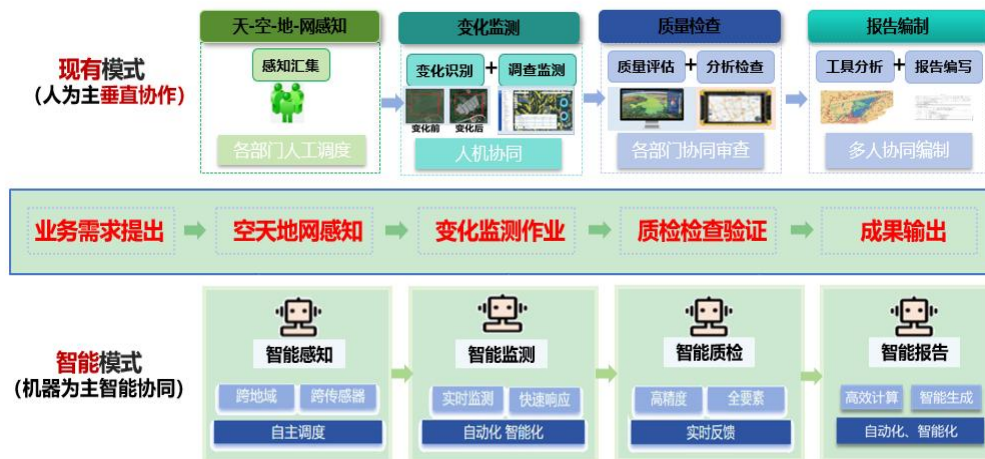 天-空-地-网感知
变化监测
质量检查
报告编制
现有模式
(人为主垂直协作)
感知汇集
变化识别
+
调查监测
质量评估
+
分析检查
工具分析
+
报告编写
变化前
变化后
各部门人工调度
人机协同
各部门协同审查
多人协同编制
业务需求提出
空天地网感知
变化监测作业
质检检查验证
成果输出
智能模式
(机器为主智能协同)
智能感知
智能监测
智能质检
智能报告
跨地域
跨传感器
实时监测
快速响应
高精度
全要素
高效计算
智能生成
自主调度
自动化 智能化
实时反馈
自动化、智能化